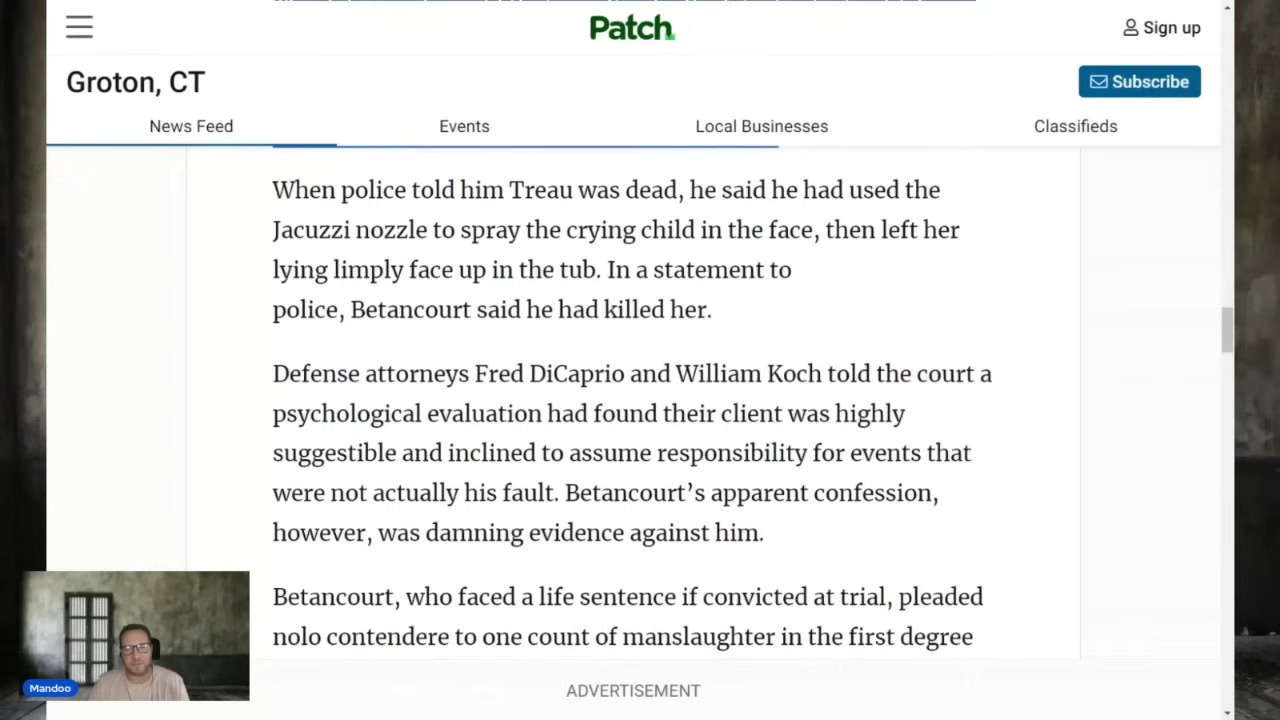 Patch
Sign up
Groton, CT
Subscribe
News Feed
Events
Local Businesses
Classifieds
When police told him Treau was dead, he said he had used the
Jacuzzi nozzle to spray the crying child in the face, then left her
lying limply face up in the tub. In a statement to
police, Betancourt said he had killed her.
Defense attorneys Fred DiCaprio and William Koch told the court a
psychological evaluation had found their client was highly
suggestible and inclined to assume responsibility for events that
were not actually his fault. Betancourt’s apparent confession,
however, was damning evidence against him.
Betancourt, who faced a life sentence if convicted at trial, pleaded
nolo contendere to one count of manslaughter in the first degree
Mandoo
ADVERTISEMENT